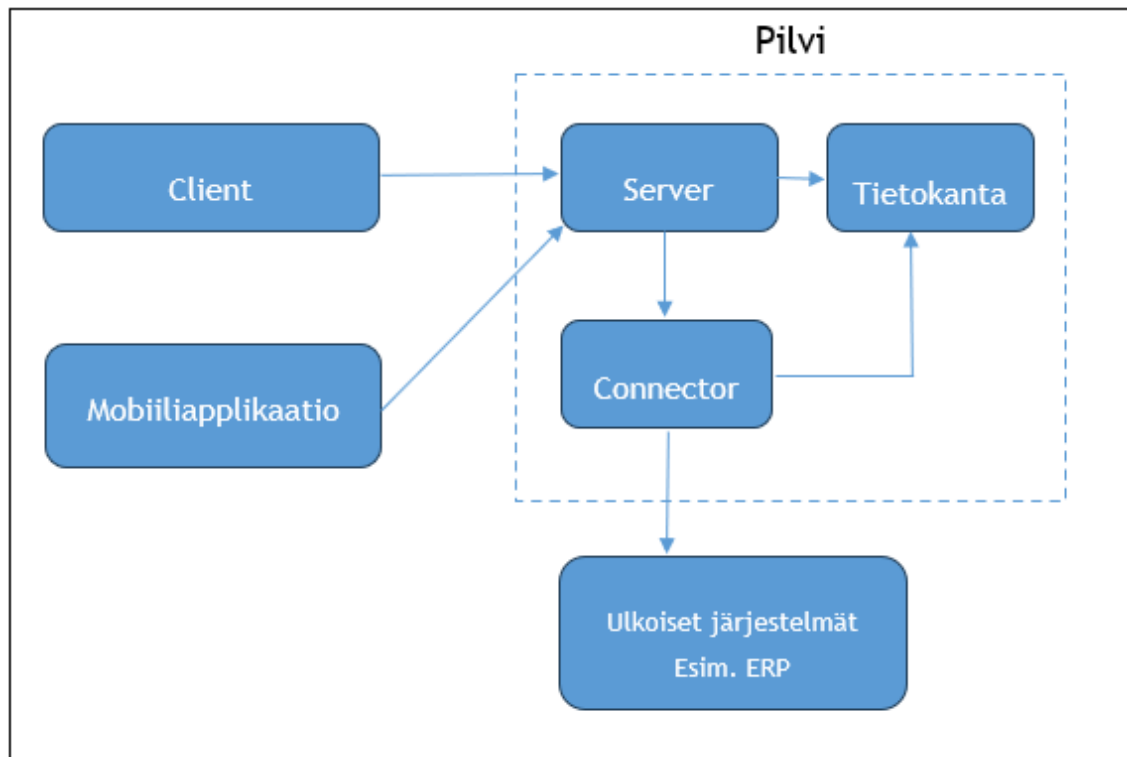 Pilvi
Client
Server
Tietokanta
Mobiiliapplikaatio
Connector
Ulkoiset järjestelmät
Esim. ERP